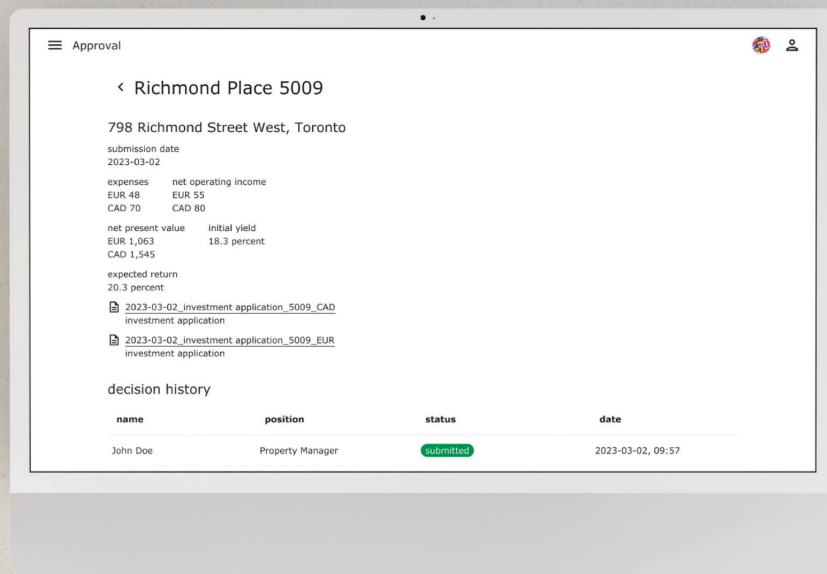 Approval
Richmond Place 5009
798 Richmond Street West, Toronto
submission date
2023-03-02
expenses net operating income
EUR 48 EUR 55
CAD 70 CAD 80
net present value initial yield
EUR 1,063 18.3 percent
CAD 1,545
expected return
20.3 percent
2023-03-02_investment application_5009_CAD
investment application
2023-03-02_investment application_5009_EUR
investment application
decision history
name position status date
John Doe Property Manager submitted 2023-03-02, 09:57